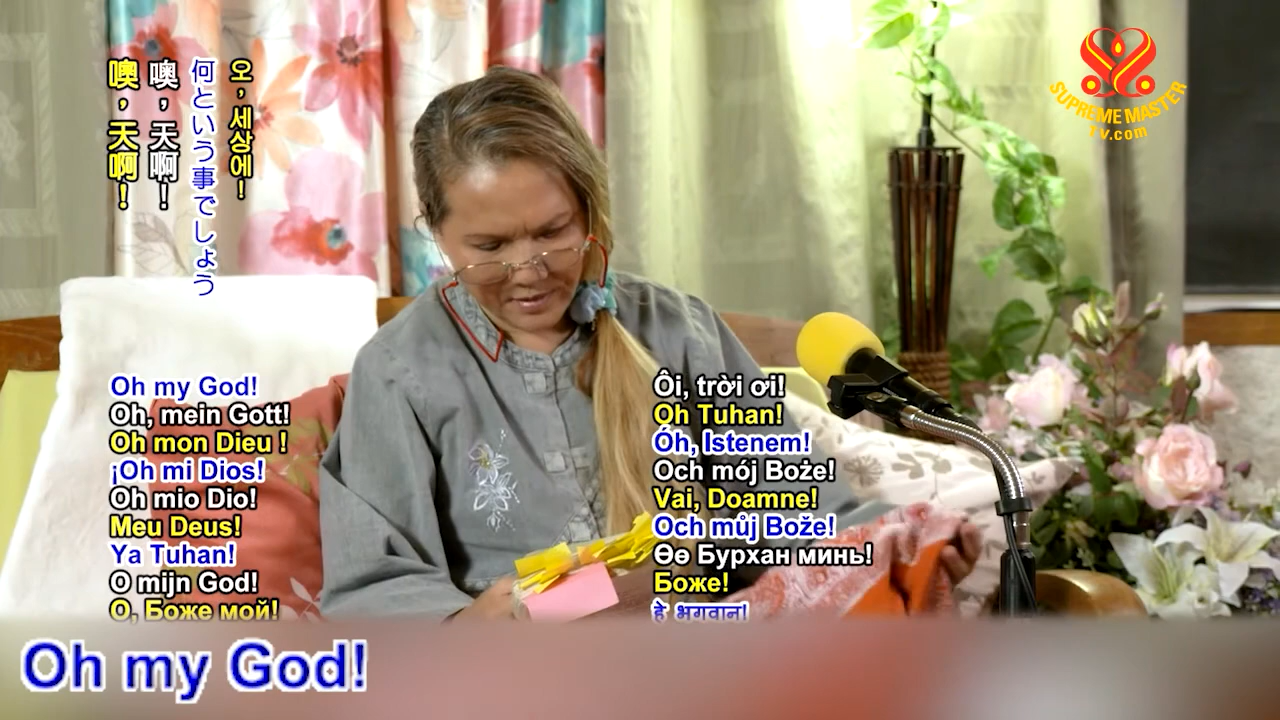 噢，天啊！
噢，天啊！
何という事でしょう
오, 세상에!
SUPREME MASTER
TV.com
Oh my God!
Oh, mein Gott!
Oh mon Dieu !
¡Oh mi Dios!
Oh mio Dio!
Meu Deus!
Ya Tuhan!
O mijn God!
О, Боже мой!
Ôi, trời ơi!
Oh Tuhan!
Óh, Istenem!
Och mój Boże!
Vai, Doamne!
Och můj Bože!
Өө Бурхан минь!
Боже!
हे भगवान!
Oh my God!